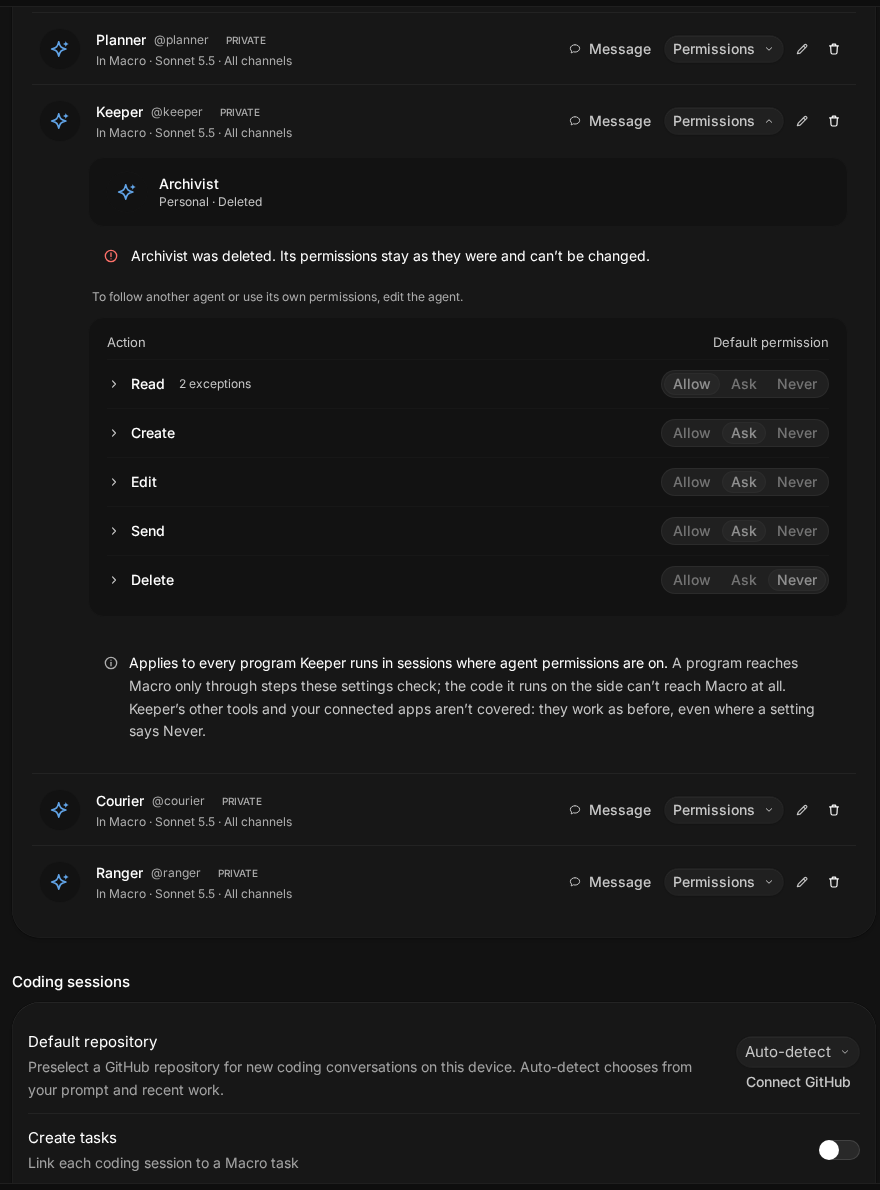 Planner @planner PRIVATE
In Macro · Sonnet 5.5 · All channels
Message
Permissions
Keeper @keeper PRIVATE
In Macro · Sonnet 5.5 · All channels
Message
Permissions
Archivist
Personal · Deleted
Archivist was deleted. Its permissions stay as they were and can’t be changed.
To follow another agent or use its own permissions, edit the agent.
Action Default permission
Read 2 exceptions Allow Ask Never
Create Allow Ask Never
Edit Allow Ask Never
Send Allow Ask Never
Delete Allow Ask Never
Applies to every program Keeper runs in sessions where agent permissions are on. A program reaches
Macro only through steps these settings check; the code it runs on the side can’t reach Macro at all.
Keeper’s other tools and your connected apps aren’t covered: they work as before, even where a setting
says Never.
Courier @courier PRIVATE
In Macro · Sonnet 5.5 · All channels
Message
Permissions
Ranger @ranger PRIVATE
In Macro · Sonnet 5.5 · All channels
Message
Permissions
Coding sessions
Default repository
Preselect a GitHub repository for new coding conversations on this device. Auto-detect chooses from
your prompt and recent work.
Auto-detect
Connect GitHub
Create tasks
Link each coding session to a Macro task